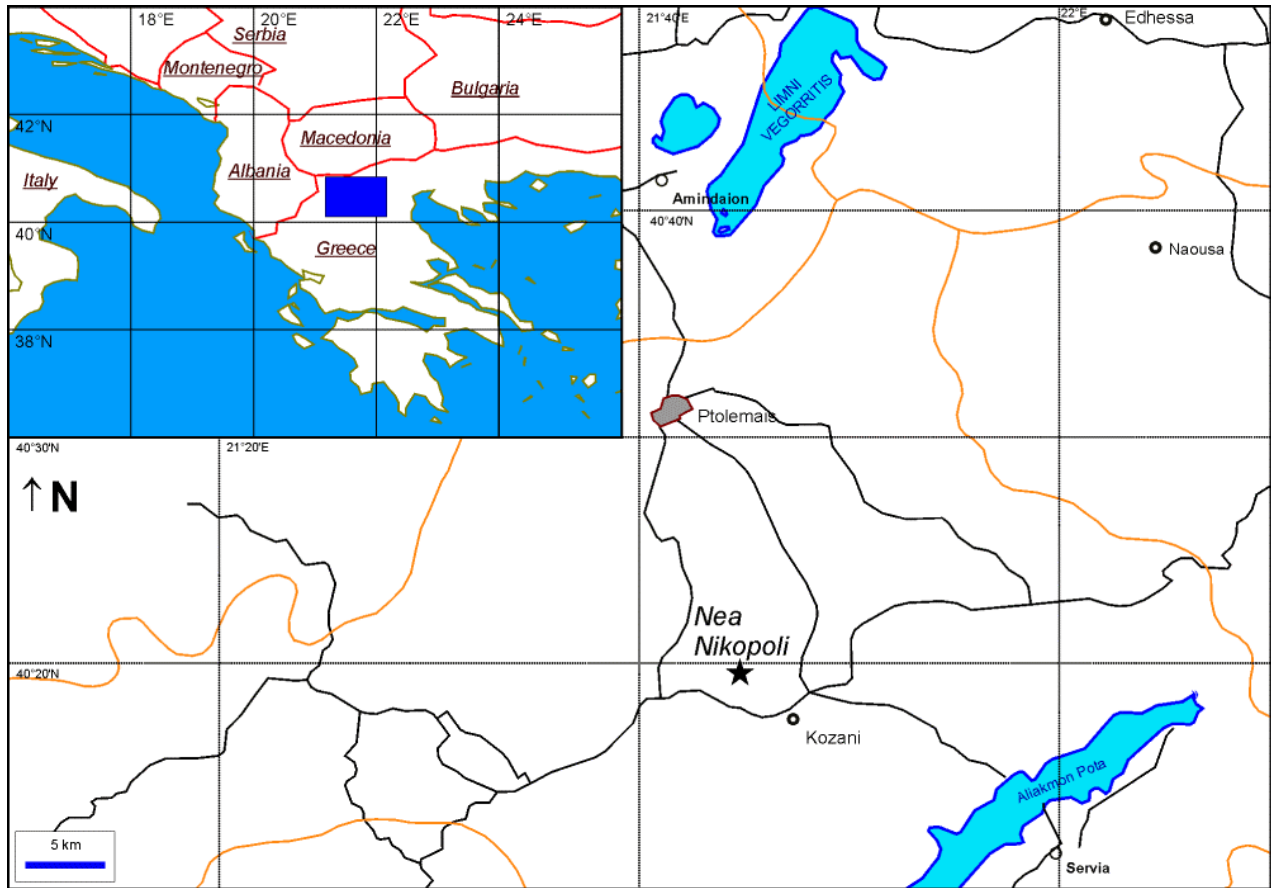 18°E
20°E
22°E
24°E
Serbia
Montenegro
Bulgaria
42°N
Macedonia
Albania
Italy
40°N
Greece
38°N
21°40'E
22°E
Edhessa
LIMNI
VEGORRITIS
Amindaion
40°40'N
Naousa
Ptolemais
40°30'N
21°20'E
↑ N
Nea
Nikopoli
40°20'N
Kozani
Aliakmon Pota
5 km
Servia